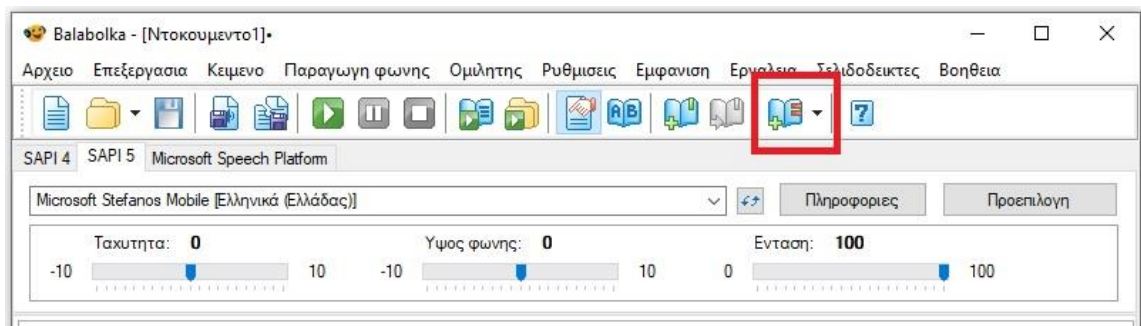 Balabolka - [Ντοκουμεντο1]•
Αρχειο Επεξεργασια Κειμενο Παραγωγη φωνης Ομιλητης Ρυθμισεις Εμφανιση Εργαλεια Σελιδοδεικτες Βοηθεια
A B ?
SAPI 4 SAPI 5 Microsoft Speech Platform
Microsoft Stefanos Mobile [Ελληνικά (Ελλάδας)] Πληροφοριες Προεπιλογη
Ταχυτητα: 0 Υψος φωνης: 0 Ενταση: 100
-10 10 -10 10 0 100